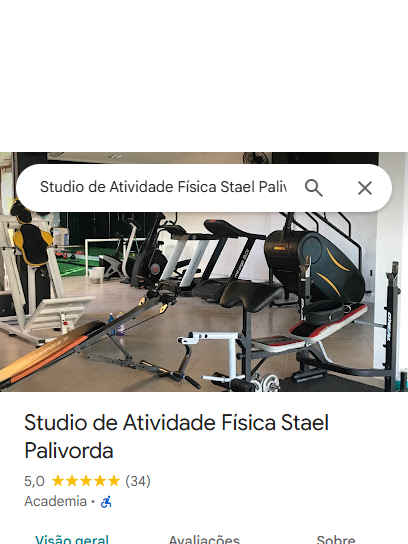 Studio de Atividade Física Stael Paliv
Studio de Atividade Física Stael
Palivorda
5,0 (34)
Academia ·
Visão geral Avaliações Sobre